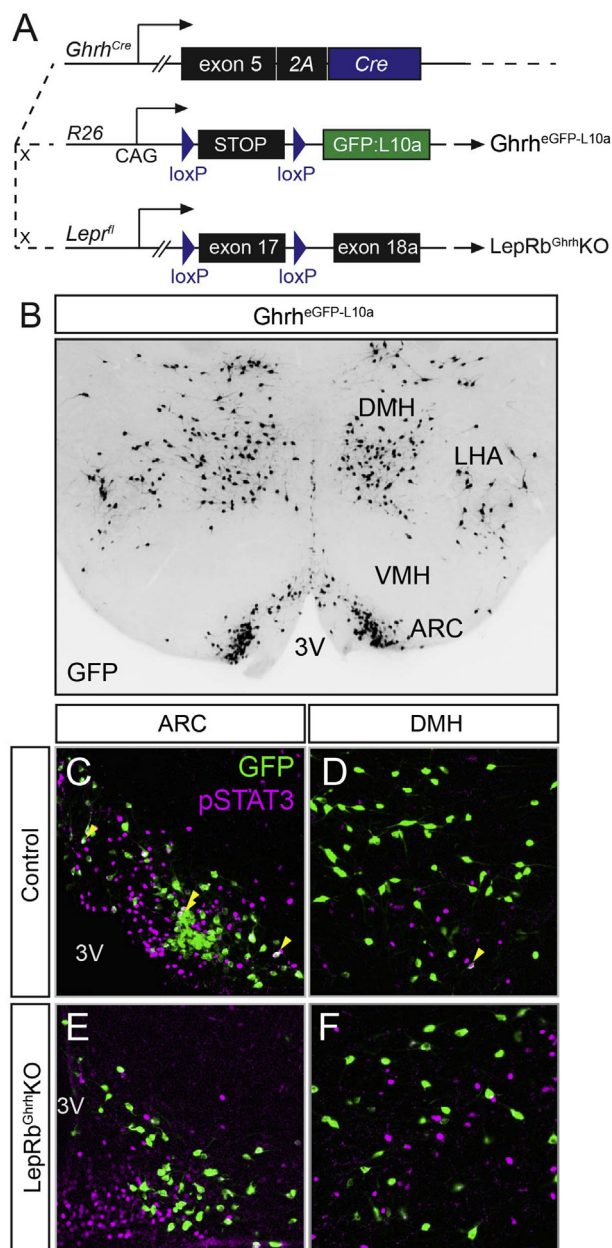 A
Ghrh^Cre
exon 5 2A Cre
R26
x
CAG
STOP
GFP:L10a
Ghrh^eGFP-L10a
loxP loxP
Lepr^fl
x
exon 17 exon 18a
LepRb^Ghrh KO
loxP loxP
B
Ghrh^eGFP-L10a
DMH
LHA
VMH
ARC
3V
GFP
ARC DMH
Control
C GFP
pSTAT3
3V
D
LepRb^Ghrh KO
E
3V
F